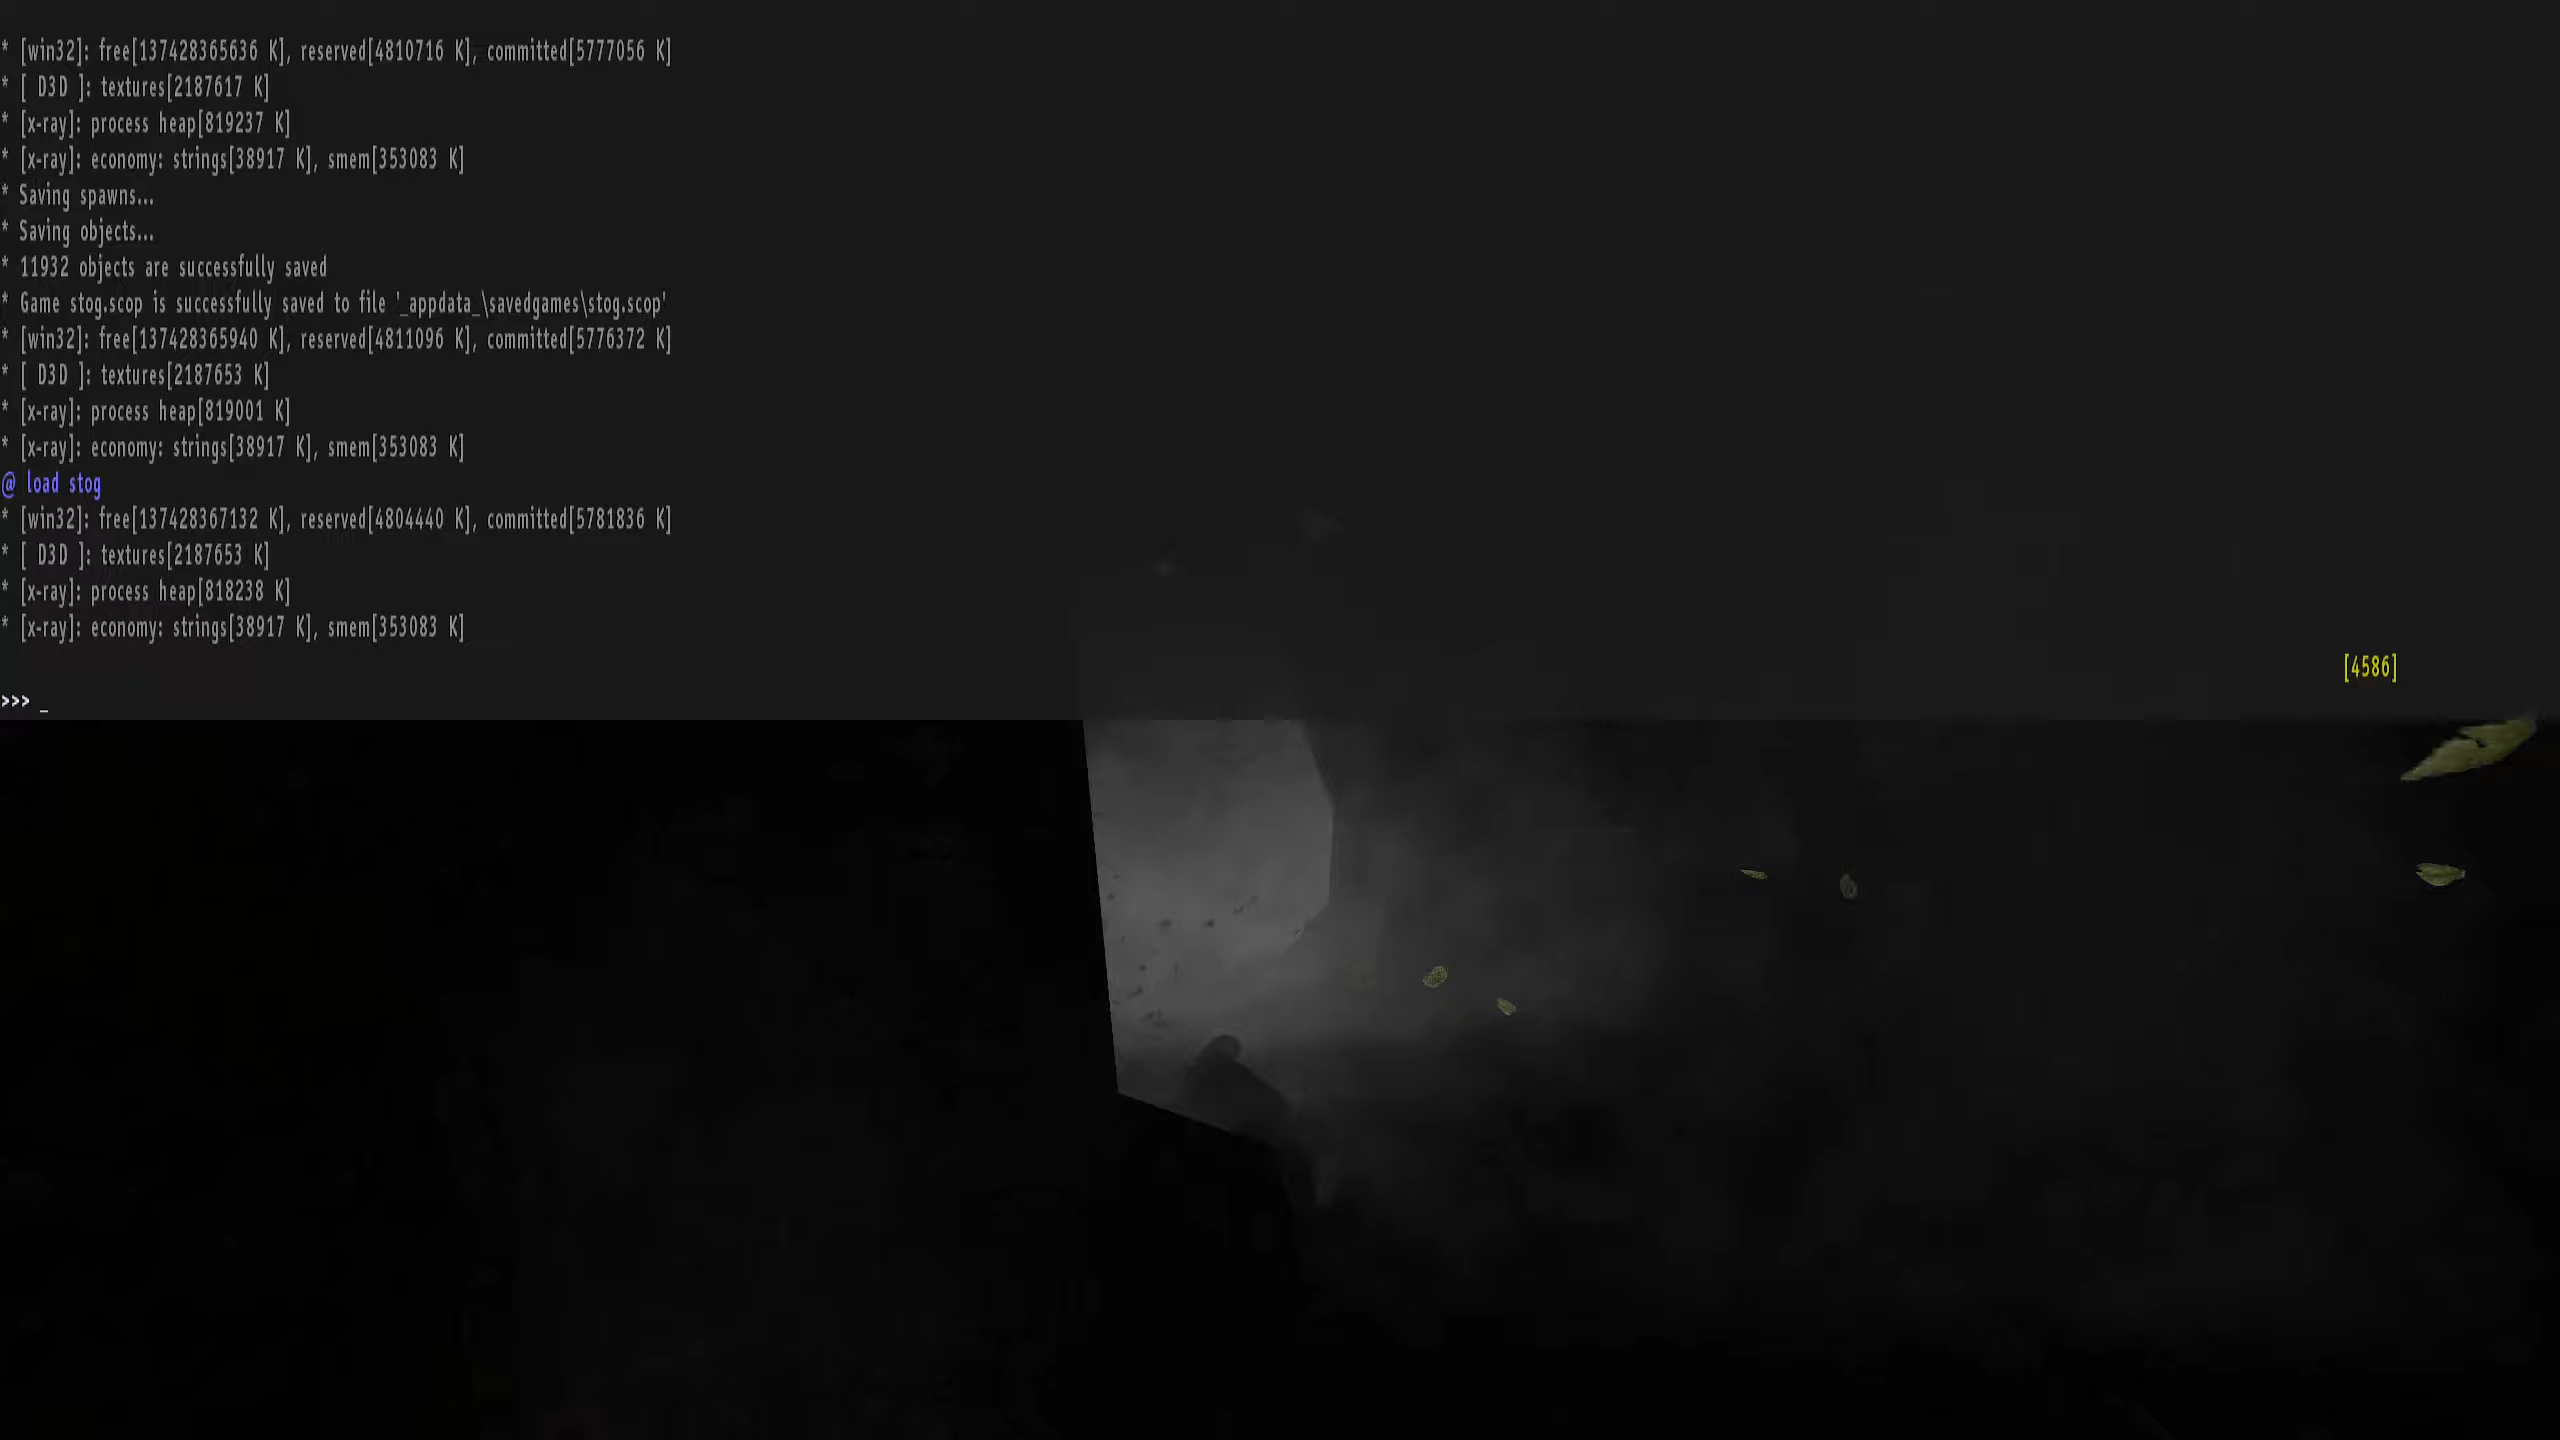 * [win32]: free[137428365636 K], reserved[4810716 K], committed[5777056 K]
* [ D3D ]: textures[2187617 K]
* [x-ray]: process heap[819237 K]
* [x-ray]: economy: strings[38917 K], smem[353083 K]
* Saving spawns...
* Saving objects...
* 11932 objects are successfully saved
* Game stog.scop is successfully saved to file '_appdata_\savedgames\stog.scop'
* [win32]: free[137428365940 K], reserved[4811096 K], committed[5776372 K]
* [ D3D ]: textures[2187653 K]
* [x-ray]: process heap[819001 K]
* [x-ray]: economy: strings[38917 K], smem[353083 K]
@ load stog
* [win32]: free[137428367132 K], reserved[4804440 K], committed[5781836 K]
* [ D3D ]: textures[2187653 K]
* [x-ray]: process heap[818238 K]
* [x-ray]: economy: strings[38917 K], smem[353083 K]
[4586]
>>> _